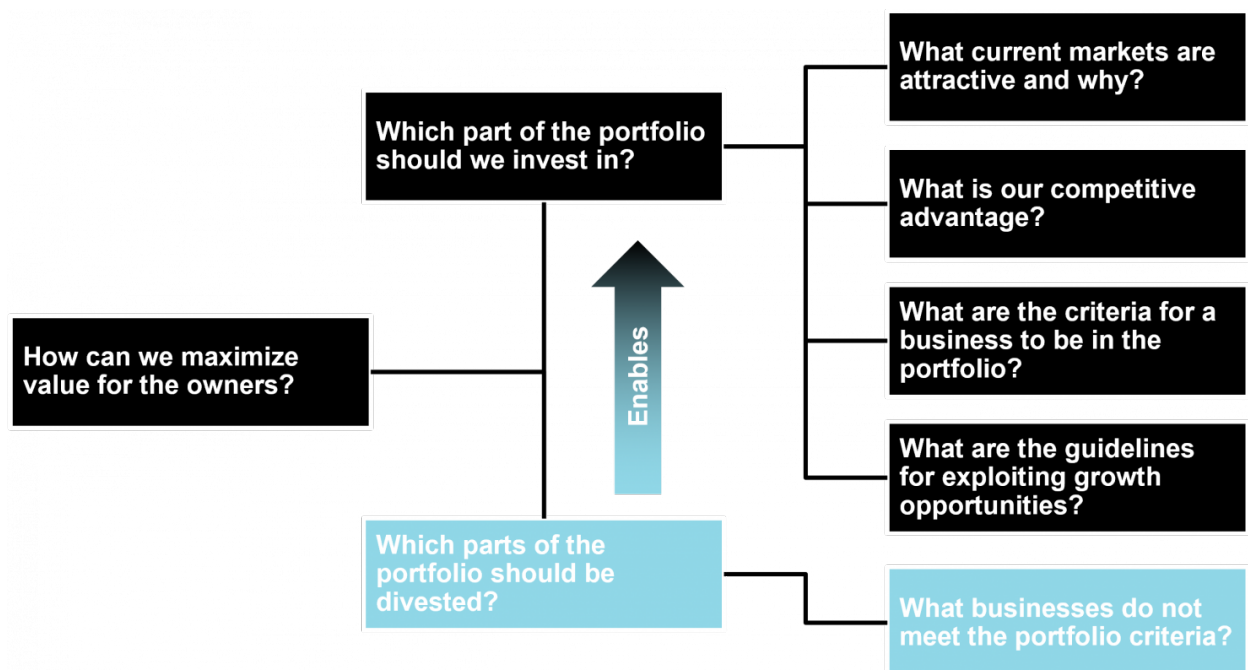 How can we maximize
value for the owners?
Which part of the portfolio
should we invest in?
Enables
Which parts of the
portfolio should be
divested?
What current markets are
attractive and why?
What is our competitive
advantage?
What are the criteria for a
business to be in the
portfolio?
What are the guidelines
for exploiting growth
opportunities?
What businesses do not
meet the portfolio criteria?